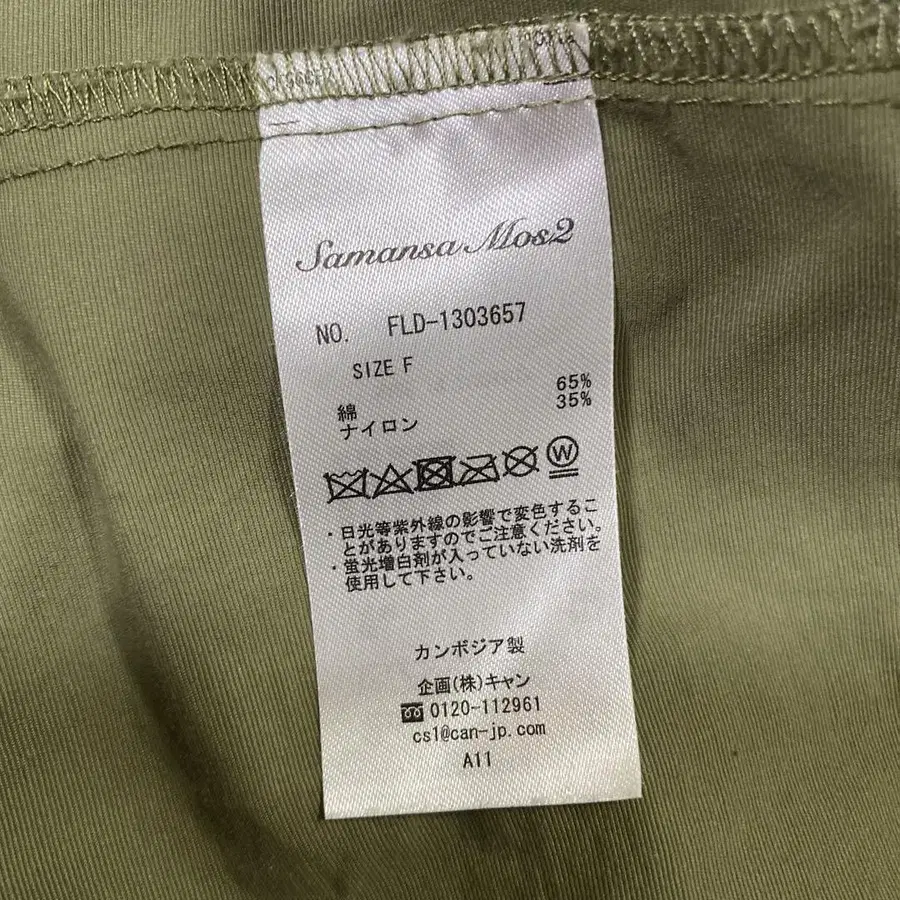 Samansa Mos2
NO. FLD-1303657
SIZE F
綿 65%
ナイロン 35%
W
・日光等紫外線の影響で変色するこ
とがありますのでご注意ください。
・蛍光増白剤が入っていない洗剤を
使用して下さい。
カンボジア製
企画(株)キャン
0120-112961
cs1@can-jp.com
A11